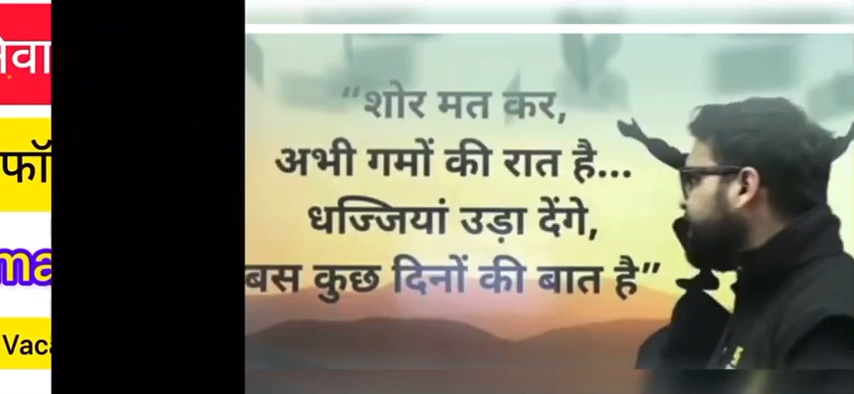 “शोर मत कर,
अभी गमों की रात है...
धज्जियां उड़ा देंगे,
बस कुछ दिनों की बात है”